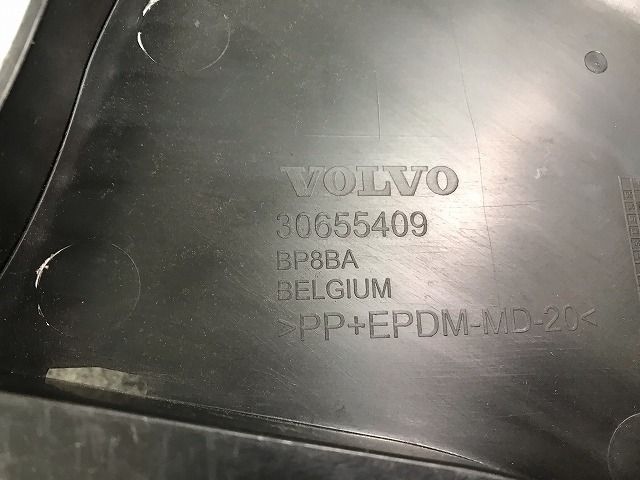 VOLVO
30655409
BP8BA
BELGIUM
>PP+EPDM-MD-20<